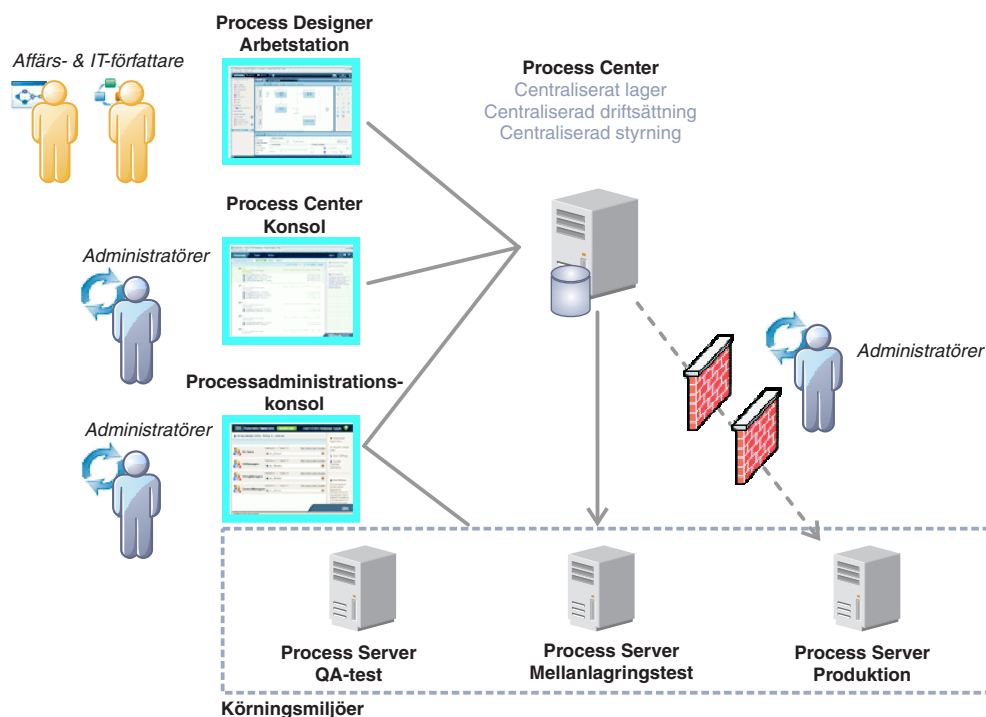 Process Designer
Arbetstation
Affärs- & IT-författare
Process Center
Centraliserat lager
Centraliserad driftsättning
Centraliserad styrning
Process Center
Konsol
Administratörer
Administratörer
Processadministrations-
konsol
Administratörer
Process Server
QA-test
Process Server
Mellanlagringstest
Process Server
Produktion
Körningsmiljöer